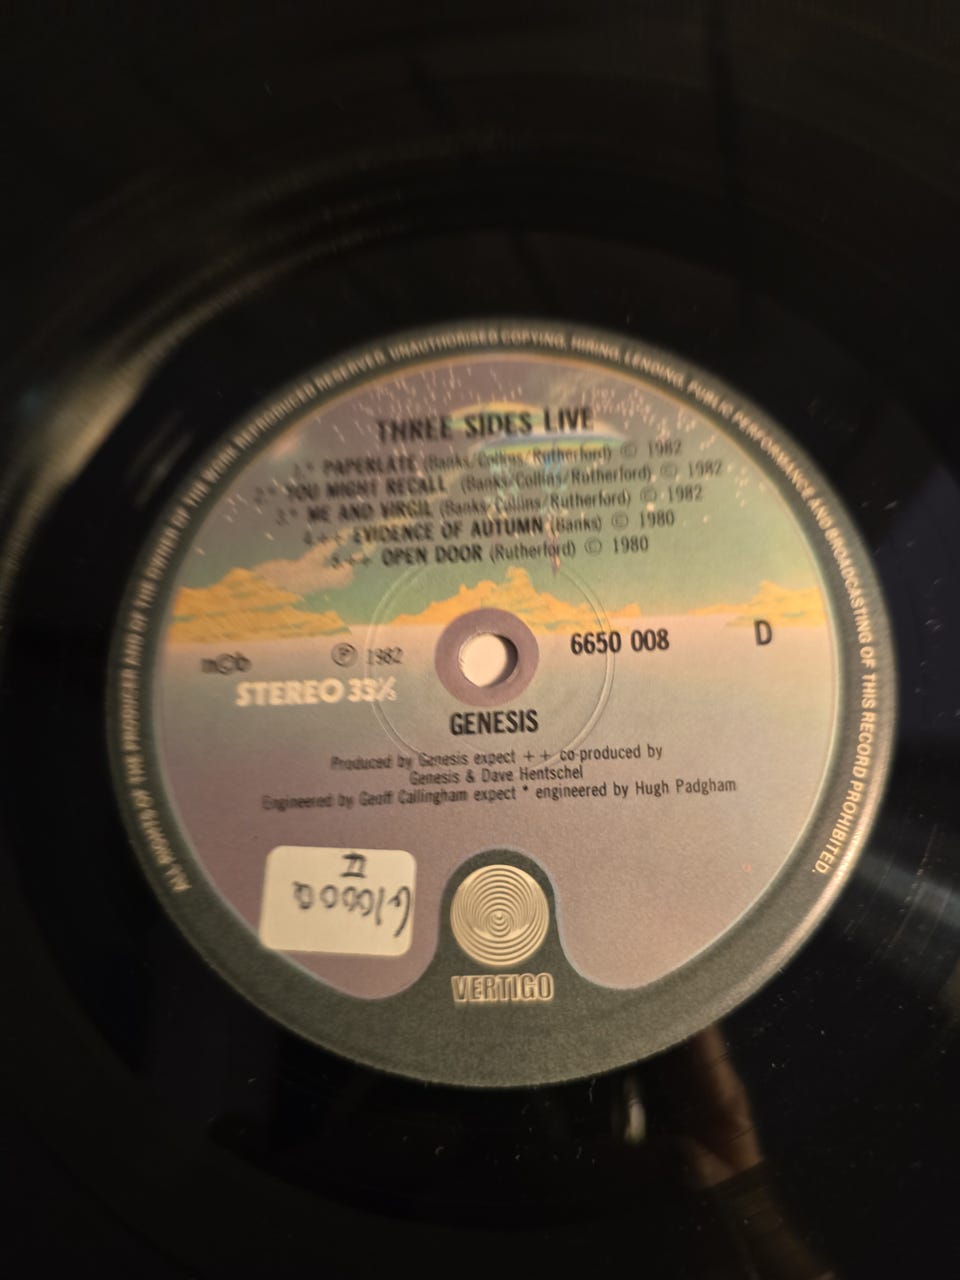 ALL RIGHTS OF THE PRODUCER AND OF THE OWNER OF THE WORK REPRODUCED RESERVED. UNAUTHORISED COPYING, HIRING, LENDING, PUBLIC PERFORMANCE AND BROADCASTING OF THIS RECORD PROHIBITED.
THREE SIDES LIVE
1.* PAPERLATE (Banks/Collins/Rutherford) © 1982
2.* YOU MIGHT RECALL (Banks/Collins/Rutherford) © 1982
3.* ME AND VIRGIL (Banks/Collins/Rutherford) © 1982
4.++ EVIDENCE OF AUTUMN (Banks) © 1980
5.++ OPEN DOOR (Rutherford) © 1980
mcb ℗ 1982 6650 008 D
STEREO 33⅓
GENESIS
Produced by Genesis expect ++ co-produced by
Genesis & Dave Hentschel
Engineered by Geoff Callingham expect * engineered by Hugh Padgham
II
VERTIGO